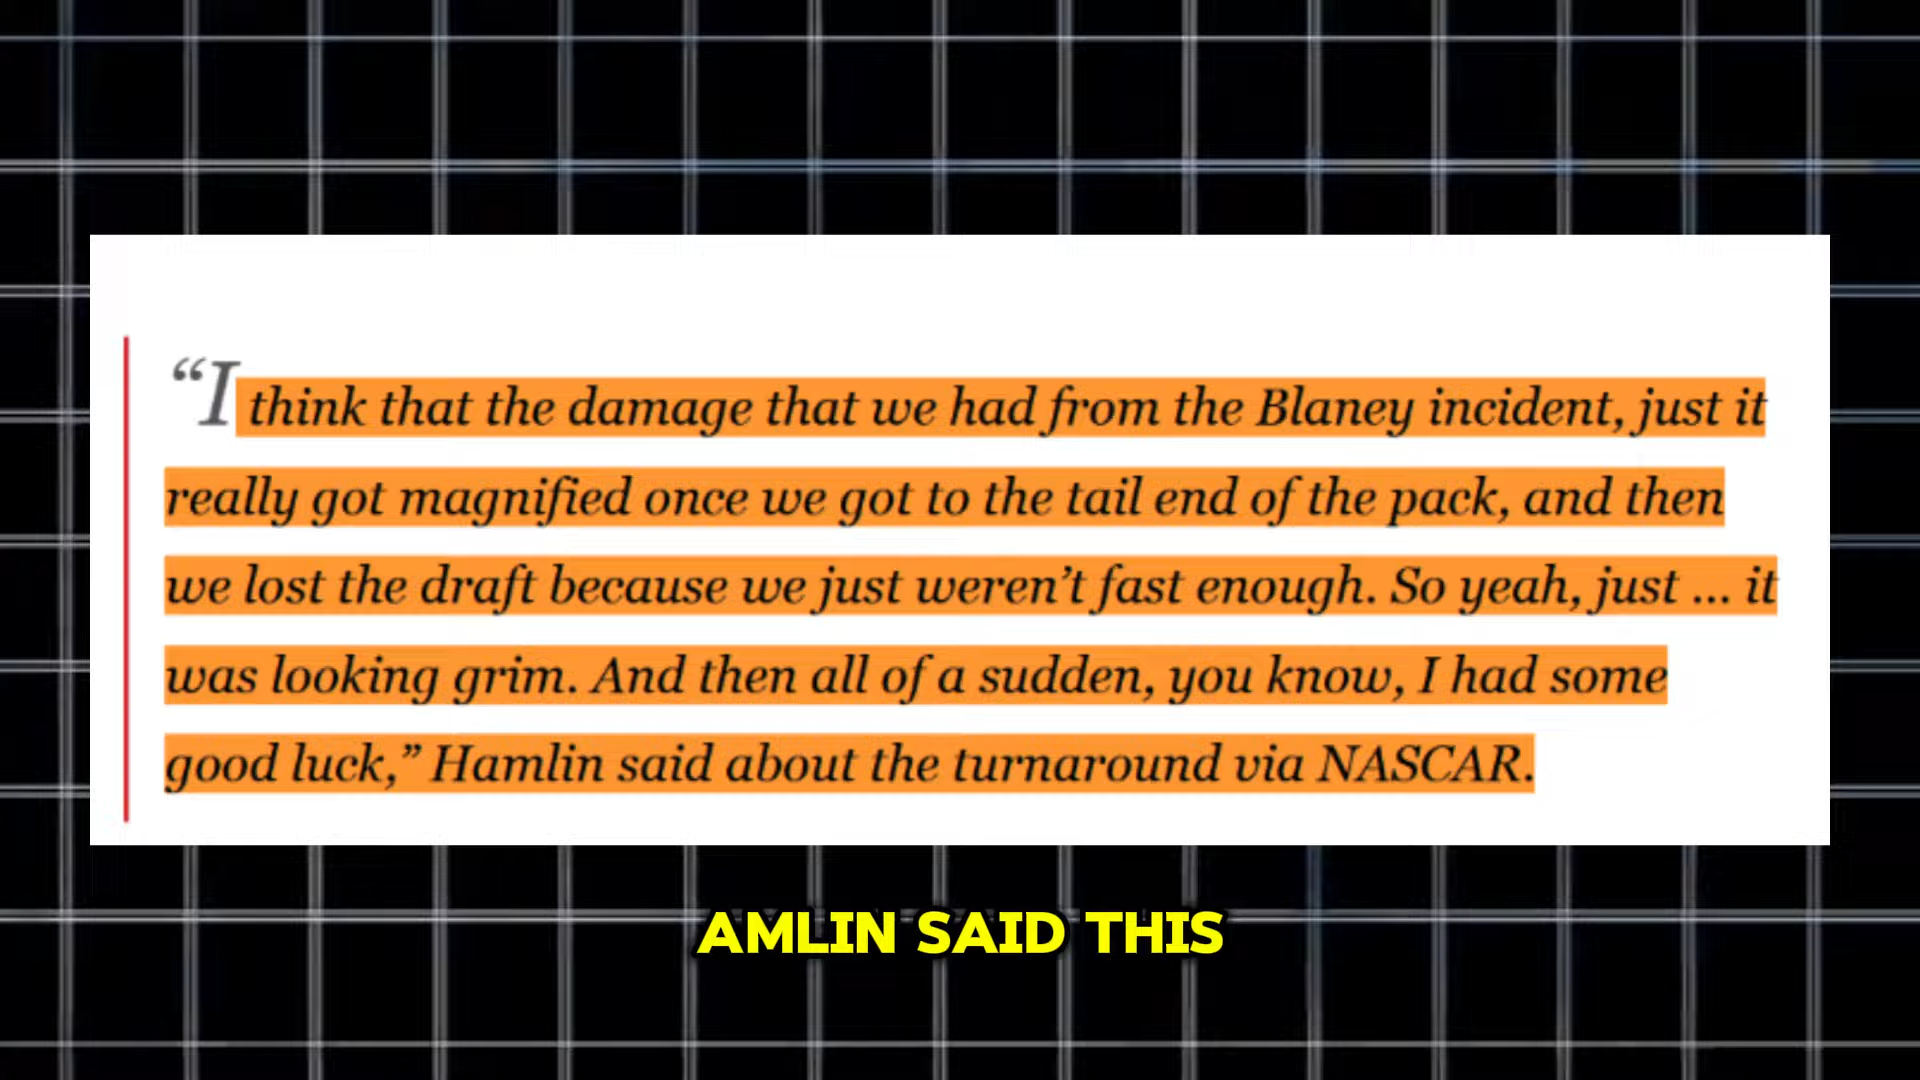 “I think that the damage that we had from the Blaney incident, just it
really got magnified once we got to the tail end of the pack, and then
we lost the draft because we just weren’t fast enough. So yeah, just ... it
was looking grim. And then all of a sudden, you know, I had some
good luck,” Hamlin said about the turnaround via NASCAR.
AMLIN SAID THIS